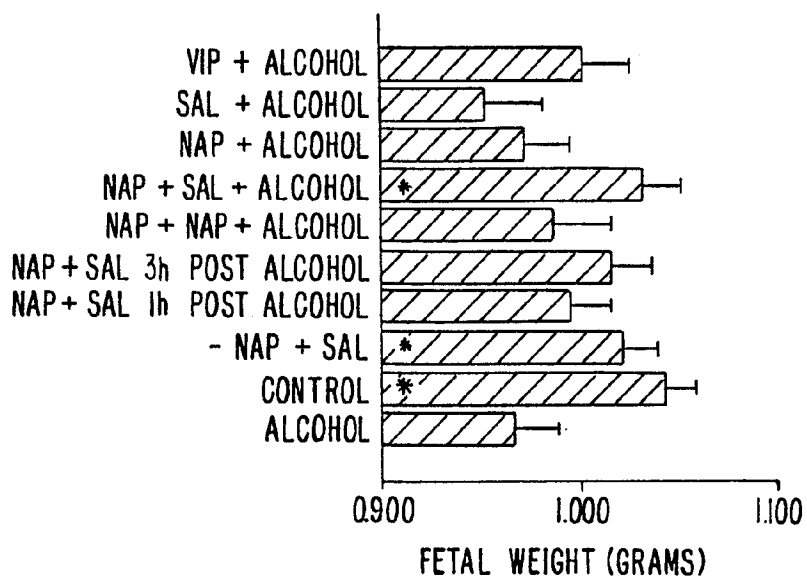 VIP + ALCOHOL
SAL + ALCOHOL
NAP + ALCOHOL
NAP + SAL + ALCOHOL *
NAP + NAP + ALCOHOL
NAP + SAL 3h POST ALCOHOL
NAP + SAL 1h POST ALCOHOL
- NAP + SAL *
CONTROL *
ALCOHOL
0.900 1.000 1.100
FETAL WEIGHT (GRAMS)